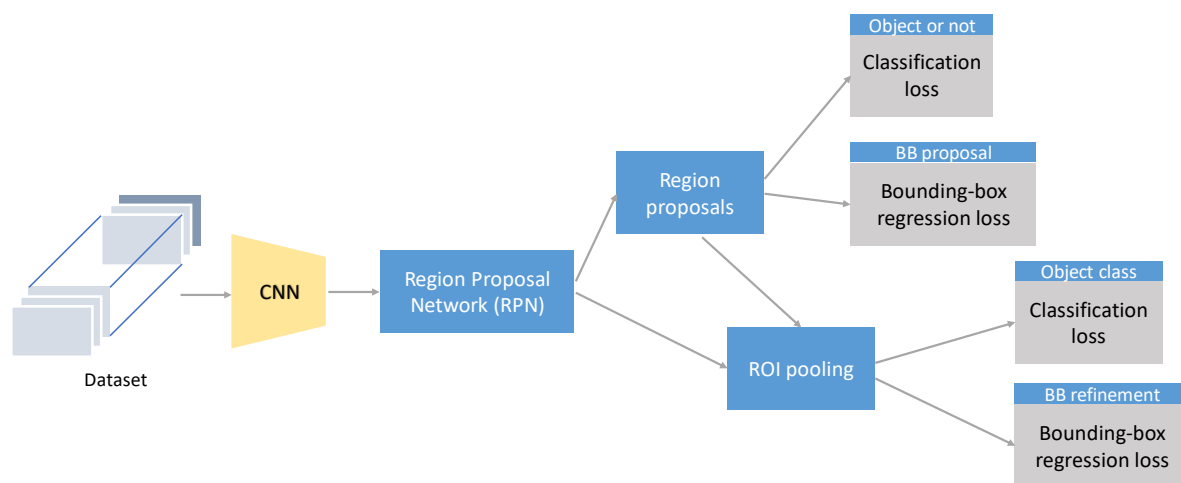 Object or not
Classification
loss
BB proposal
Bounding-box
regression loss
Region
proposals
CNN
Region Proposal
Network (RPN)
Object class
Classification
loss
ROI pooling
Dataset
BB refinement
Bounding-box
regression loss